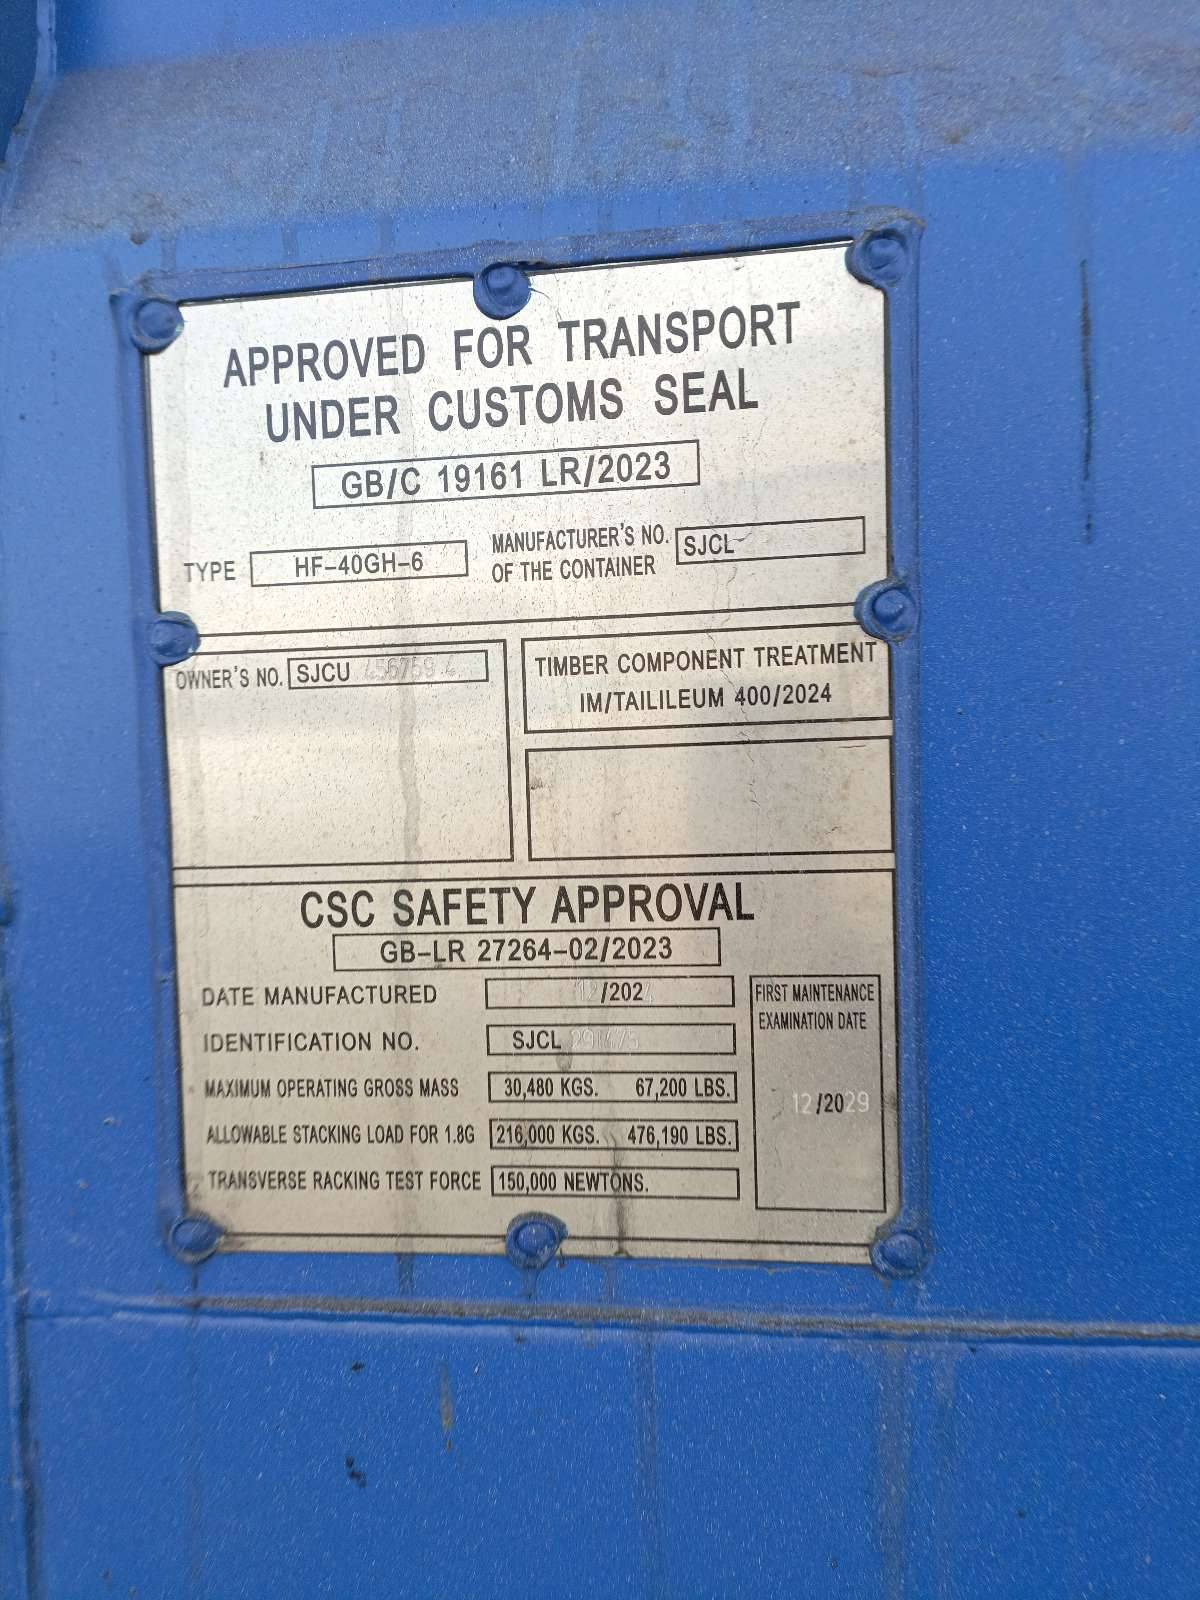 APPROVED FOR TRANSPORT
UNDER CUSTOMS SEAL
GB/C 19161 LR/2023
TYPE HF-40GH-6
MANUFACTURER'S NO.
OF THE CONTAINER SJCL
OWNER'S NO. SJCU
TIMBER COMPONENT TREATMENT
IM/TAILILEUM 400/2024
CSC SAFETY APPROVAL
GB-LR 27264-02/2023
DATE MANUFACTURED /202
IDENTIFICATION NO. SJCL
MAXIMUM OPERATING GROSS MASS 30,480 KGS. 67,200 LBS.
ALLOWABLE STACKING LOAD FOR 1.8G 216,000 KGS. 476,190 LBS.
TRANSVERSE RACKING TEST FORCE 150,000 NEWTONS.
FIRST MAINTENANCE
EXAMINATION DATE
12/2029